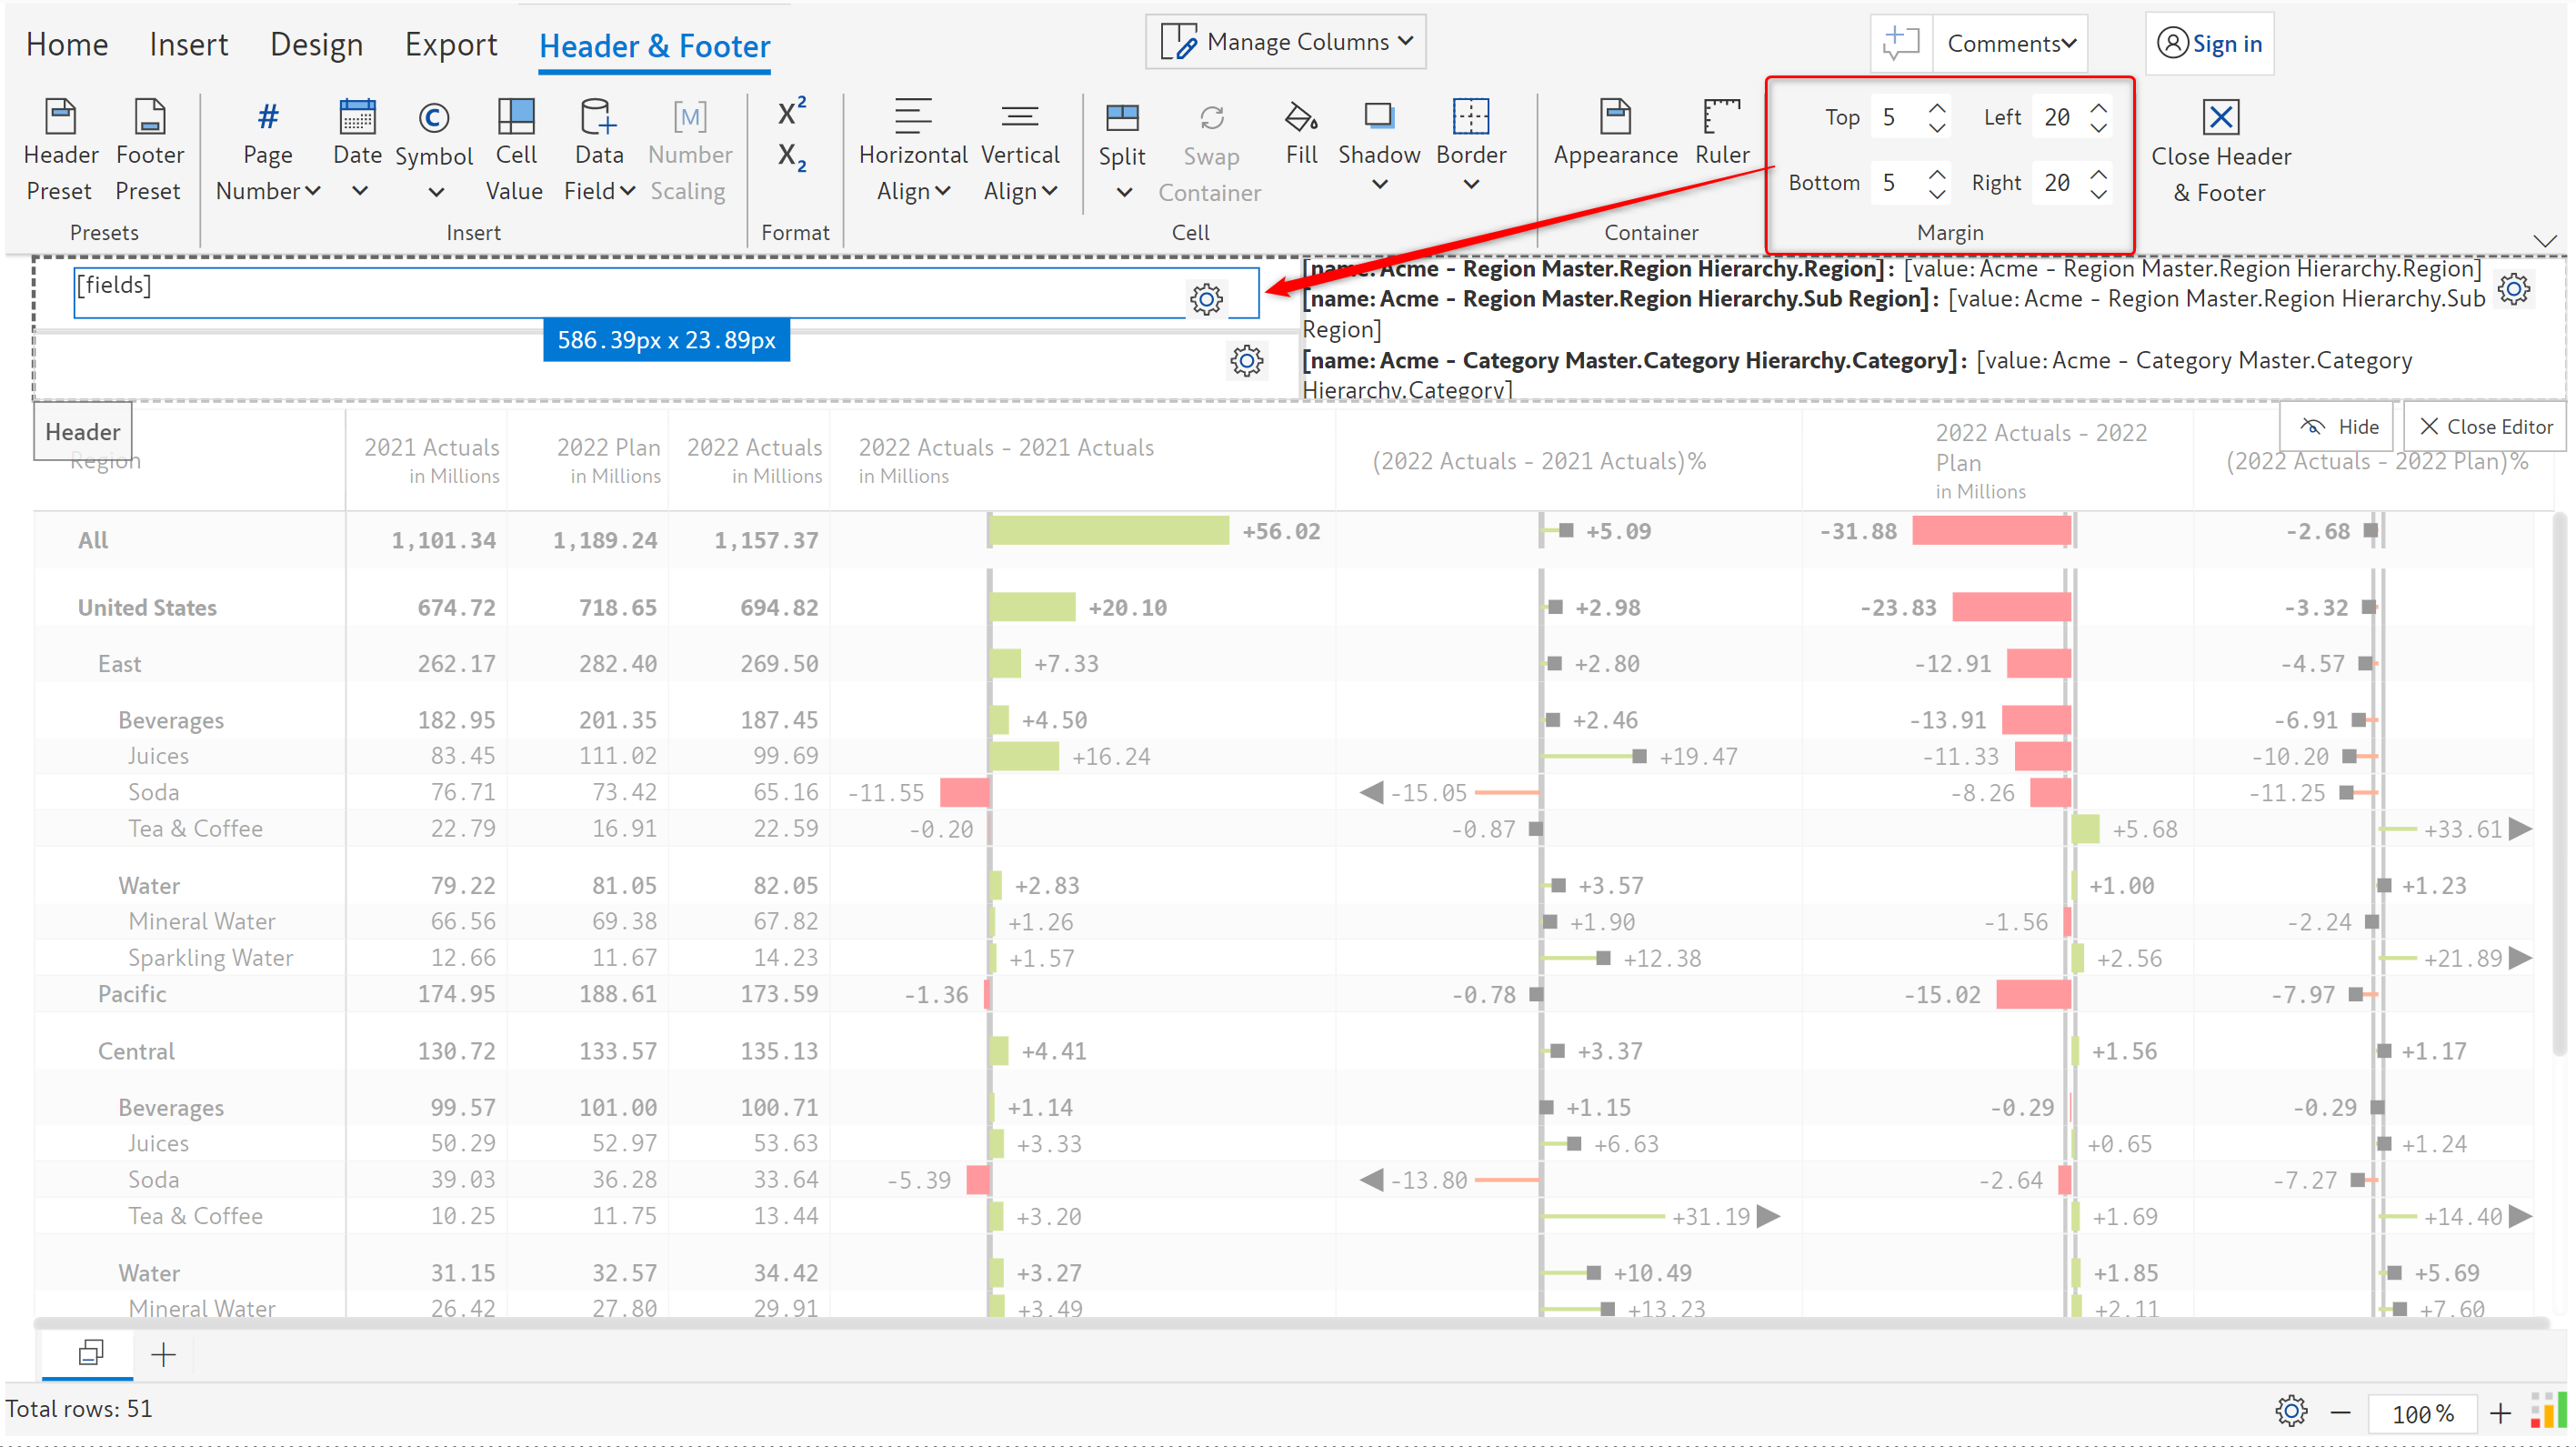 Home Insert Design Export Header & Footer Manage Columns Comments Sign in
Header Preset Footer Preset Page Number Date Symbol Cell Value Data Field Number Scaling X² X₂ Horizontal Align Vertical Align Split Swap Container Fill Shadow Border Appearance Ruler Top 5 Left 20 Close Header & Footer
Bottom 5 Right 20
Presets Insert Format Cell Container Margin
[fields]
586.39px x 23.89px
[name: Acme - Region Master.Region Hierarchy.Region]: [value: Acme - Region Master.Region Hierarchy.Region]
[name: Acme - Region Master.Region Hierarchy.Sub Region]: [value: Acme - Region Master.Region Hierarchy.Sub
Region]
[name: Acme - Category Master.Category Hierarchy.Category]: [value: Acme - Category Master.Category
Hierarchy.Category]
Header Hide Close Editor
Region 2021 Actuals in Millions 2022 Plan in Millions 2022 Actuals in Millions 2022 Actuals - 2021 Actuals in Millions (2022 Actuals - 2021 Actuals)% 2022 Actuals - 2022 Plan in Millions (2022 Actuals - 2022 Plan)%
All 1,101.34 1,189.24 1,157.37 +56.02 +5.09 -31.88 -2.68
United States 674.72 718.65 694.82 +20.10 +2.98 -23.83 -3.32
East 262.17 282.40 269.50 +7.33 +2.80 -12.91 -4.57
Beverages 182.95 201.35 187.45 +4.50 +2.46 -13.91 -6.91
Juices 83.45 111.02 99.69 +16.24 +19.47 -11.33 -10.20
Soda 76.71 73.42 65.16 -11.55 -15.05 -8.26 -11.25
Tea & Coffee 22.79 16.91 22.59 -0.20 -0.87 +5.68 +33.61
Water 79.22 81.05 82.05 +2.83 +3.57 +1.00 +1.23
Mineral Water 66.56 69.38 67.82 +1.26 +1.90 -1.56 -2.24
Sparkling Water 12.66 11.67 14.23 +1.57 +12.38 +2.56 +21.89
Pacific 174.95 188.61 173.59 -1.36 -0.78 -15.02 -7.97
Central 130.72 133.57 135.13 +4.41 +3.37 +1.56 +1.17
Beverages 99.57 101.00 100.71 +1.14 +1.15 -0.29 -0.29
Juices 50.29 52.97 53.63 +3.33 +6.63 +0.65 +1.24
Soda 39.03 36.28 33.64 -5.39 -13.80 -2.64 -7.27
Tea & Coffee 10.25 11.75 13.44 +3.20 +31.19 +1.69 +14.40
Water 31.15 32.57 34.42 +3.27 +10.49 +1.85 +5.69
Mineral Water 26.42 27.80 29.91 +3.49 +13.23 +2.11 +7.60
Total rows: 51 100%